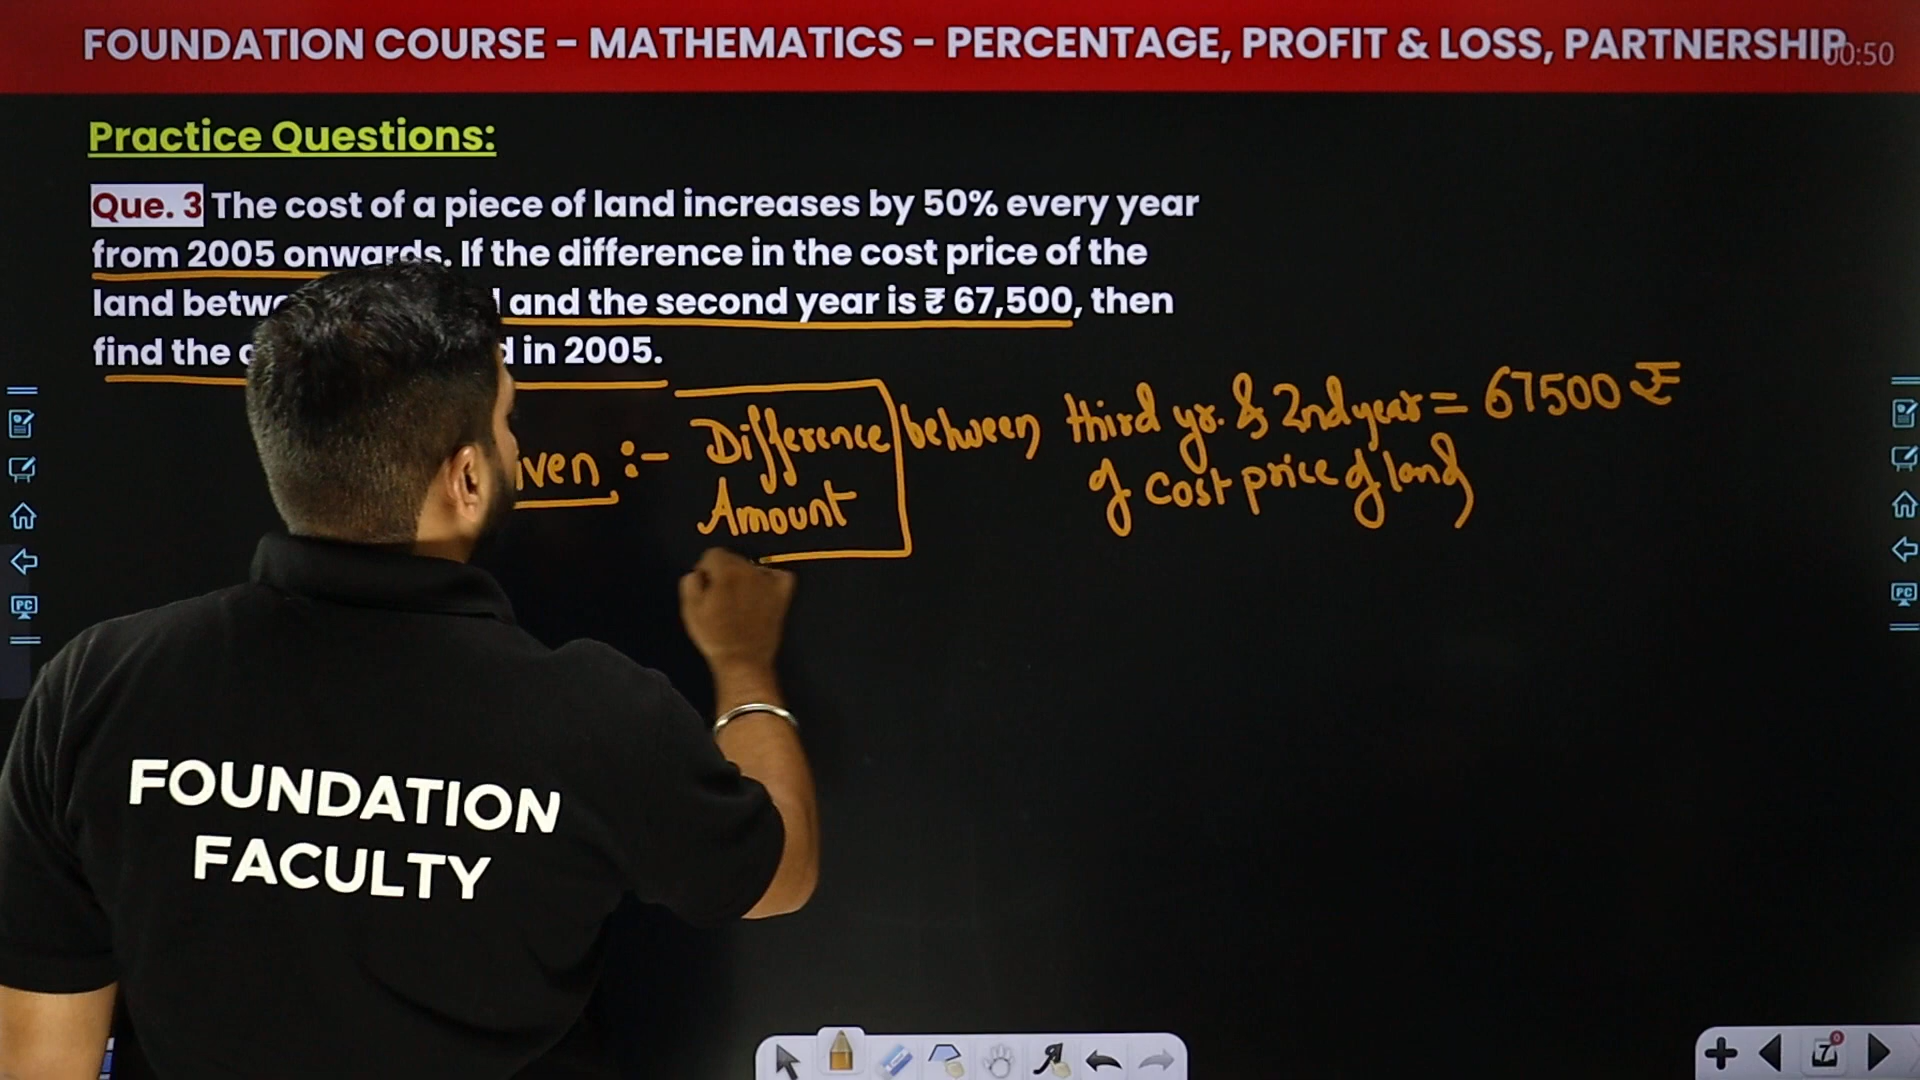 FOUNDATION COURSE - MATHEMATICS - PERCENTAGE, PROFIT & LOSS, PARTNERSHIP
00:50
Practice Questions:
Que. 3 The cost of a piece of land increases by 50% every year
from 2005 onwards. If the difference in the cost price of the
land and the second year is ₹ 67,500, then
find the in 2005.
:- Difference between third yr. & 2nd year = 67500 ₹
Amount of cost price of land
FOUNDATION
FACULTY
PC
PC
7